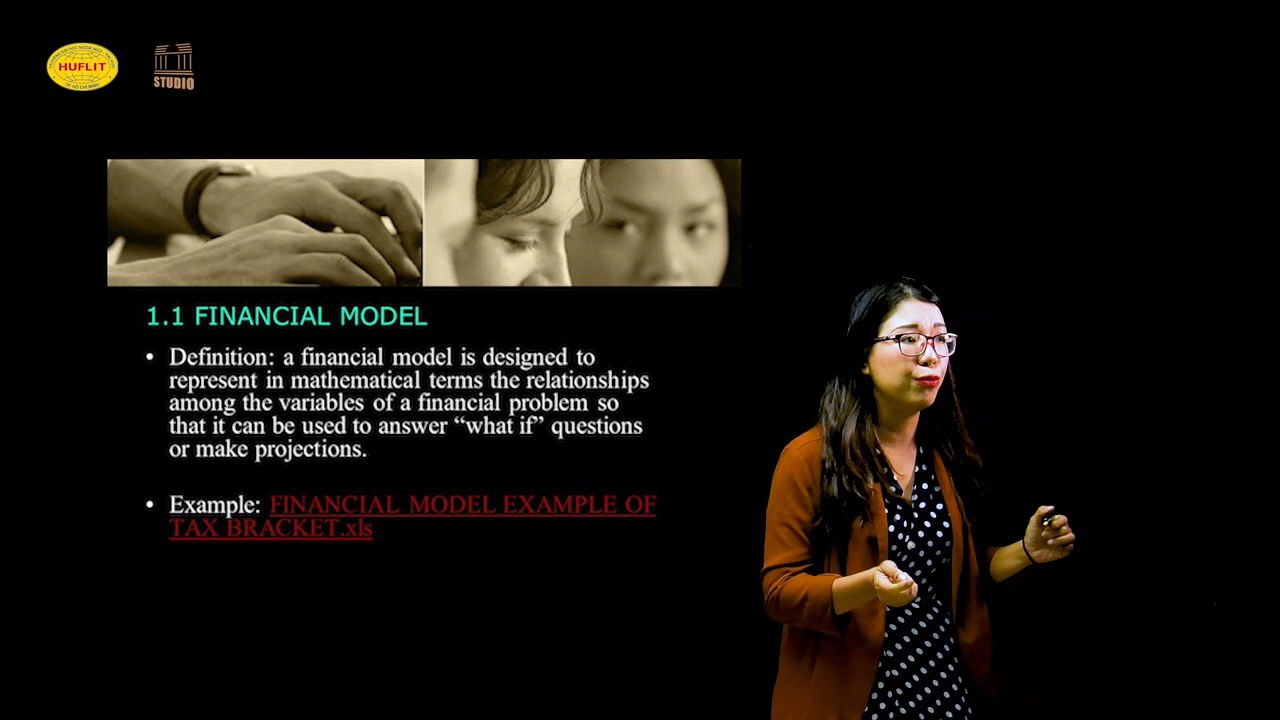 HUFLIT
STUDIO
1.1 FINANCIAL MODEL
• Definition: a financial model is designed to
represent in mathematical terms the relationships
among the variables of a financial problem so
that it can be used to answer “what if” questions
or make projections.
• Example: FINANCIAL MODEL EXAMPLE OF
TAX BRACKET.xls